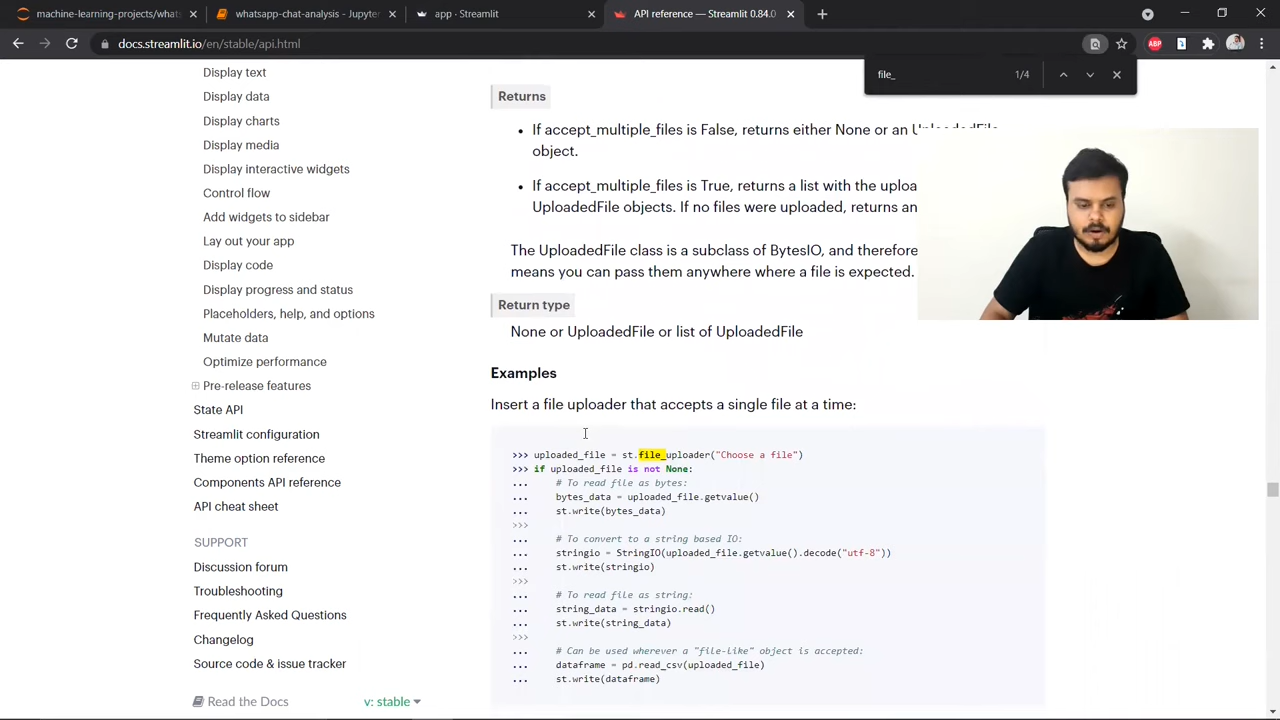 machine-learning-projects/whats
whatsapp-chat-analysis - Jupyter
app · Streamlit
API reference — Streamlit 0.84.0
docs.streamlit.io/en/stable/api.html
ABP
file_
1/4
Display text
Display data
Display charts
Display media
Display interactive widgets
Control flow
Add widgets to sidebar
Lay out your app
Display code
Display progress and status
Placeholders, help, and options
Mutate data
Optimize performance
Pre-release features
State API
Streamlit configuration
Theme option reference
Components API reference
API cheat sheet
SUPPORT
Discussion forum
Troubleshooting
Frequently Asked Questions
Changelog
Source code & issue tracker
Read the Docs
v: stable
Returns
If accept_multiple_files is False, returns either None or an UploadedFile
object.
If accept_multiple_files is True, returns a list with the uploa
UploadedFile objects. If no files were uploaded, returns an
The UploadedFile class is a subclass of BytesIO, and therefore
means you can pass them anywhere where a file is expected.
Return type
None or UploadedFile or list of UploadedFile
Examples
Insert a file uploader that accepts a single file at a time:
>>> uploaded_file = st.file_uploader("Choose a file")
>>> if uploaded_file is not None:
... # To read file as bytes:
... bytes_data = uploaded_file.getvalue()
... st.write(bytes_data)
>>>
... # To convert to a string based IO:
... stringio = StringIO(uploaded_file.getvalue().decode("utf-8"))
... st.write(stringio)
>>>
... # To read file as string:
... string_data = stringio.read()
... st.write(string_data)
>>>
... # Can be used wherever a "file-like" object is accepted:
... dataframe = pd.read_csv(uploaded_file)
... st.write(dataframe)